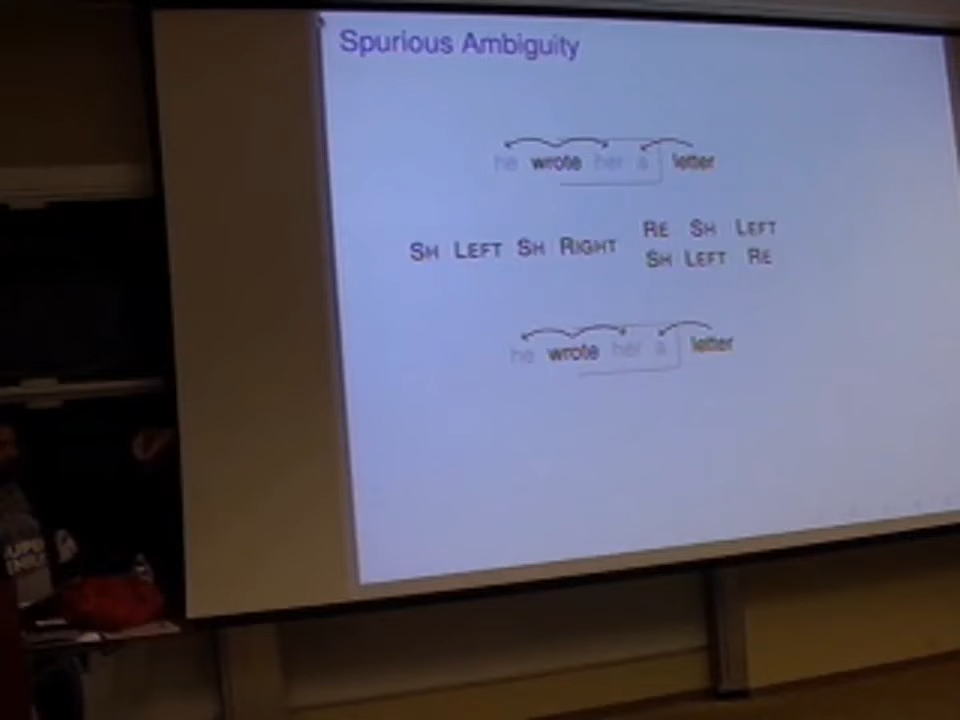 Spurious Ambiguity
he wrote her a letter
SH LEFT SH RIGHT
RE SH LEFT
SH LEFT RE
he wrote her a letter